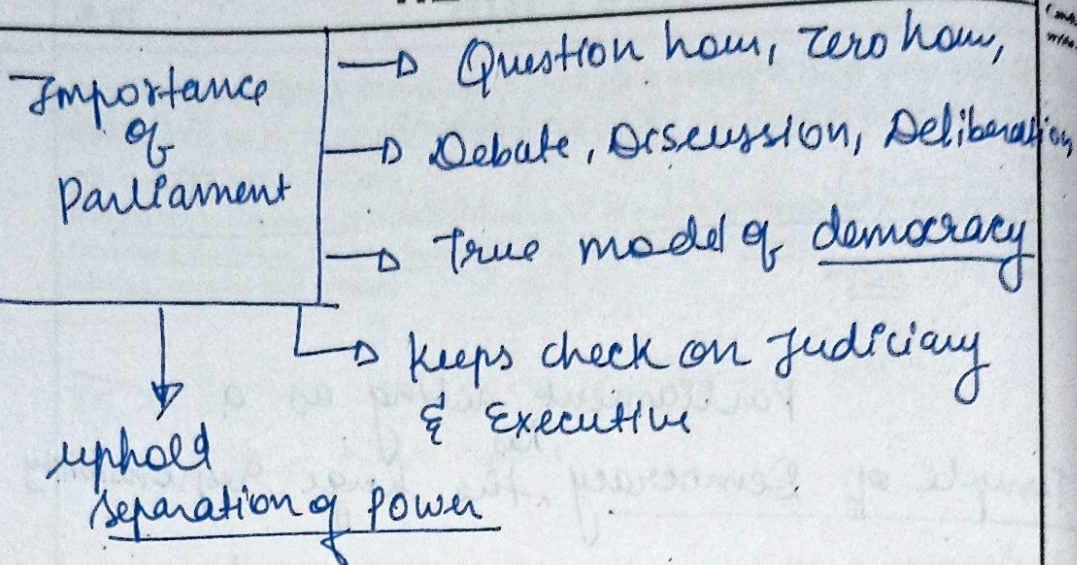 Importance
of
Parliament
Question hour, Zero hour,
Debate, Discussion, Deliberation,
True model of democracy
Keeps check on Judiciary
& Executive
uphold
separation of power